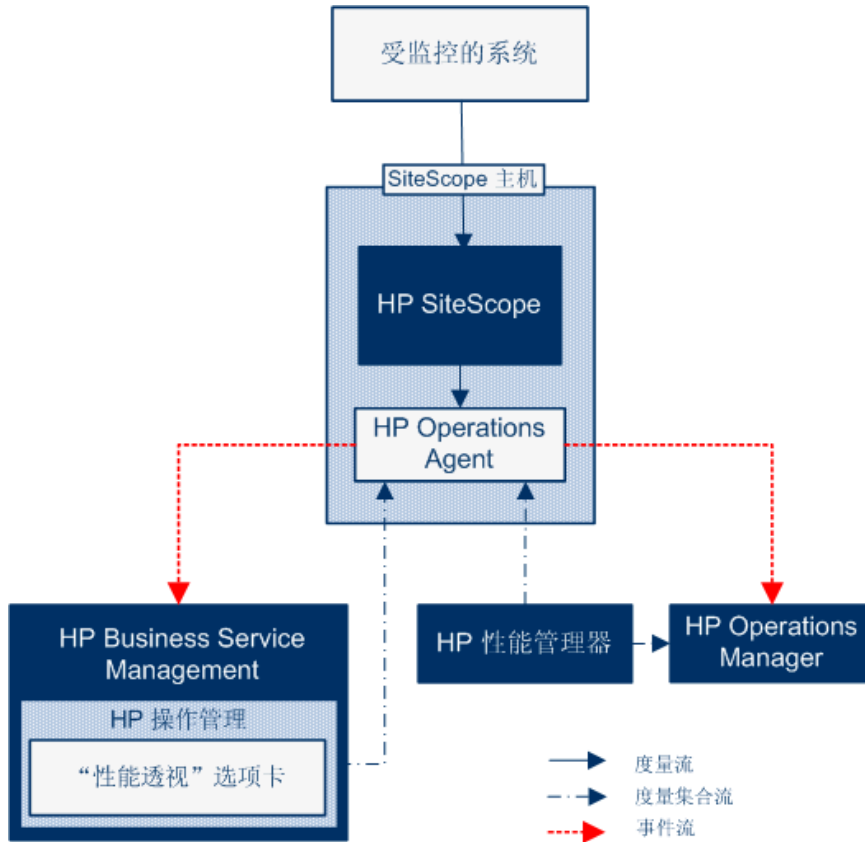 受监控的系统
SiteScope 主机
HP SiteScope
HP Operations
Agent
HP Business Service
Management
HP 操作管理
“性能透视”选项卡
HP 性能管理器
HP Operations
Manager
度量流
度量集合流
事件流